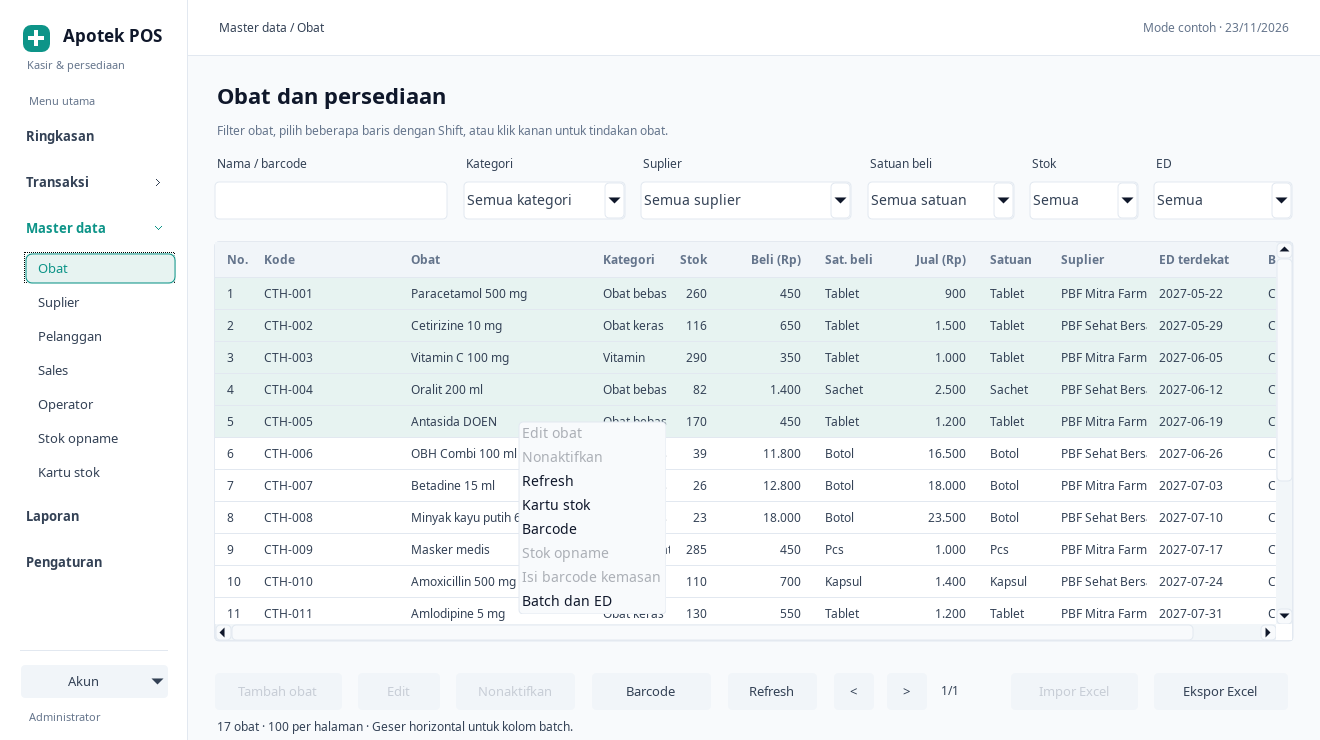 Apotek POS
Kasir & persediaan
Menu utama
Ringkasan
Transaksi
Master data
Obat
Suplier
Pelanggan
Sales
Operator
Stok opname
Kartu stok
Laporan
Pengaturan
Akun
Administrator
Master data / Obat
Mode contoh · 23/11/2026
Obat dan persediaan
Filter obat, pilih beberapa baris dengan Shift, atau klik kanan untuk tindakan obat.
Nama / barcode Kategori Suplier Satuan beli Stok ED
Semua kategori Semua suplier Semua satuan Semua Semua
No. Kode Obat Kategori Stok Beli (Rp) Sat. beli Jual (Rp) Satuan Suplier ED terdekat B
1 CTH-001 Paracetamol 500 mg Obat bebas 260 450 Tablet 900 Tablet PBF Mitra Farm 2027-05-22 C
2 CTH-002 Cetirizine 10 mg Obat keras 116 650 Tablet 1.500 Tablet PBF Sehat Bers 2027-05-29 C
3 CTH-003 Vitamin C 100 mg Vitamin 290 350 Tablet 1.000 Tablet PBF Mitra Farm 2027-06-05 C
4 CTH-004 Oralit 200 ml Obat bebas 82 1.400 Sachet 2.500 Sachet PBF Sehat Bers 2027-06-12 C
5 CTH-005 Antasida DOEN Obat bebas 170 450 Tablet 1.200 Tablet PBF Mitra Farm 2027-06-19 C
6 CTH-006 OBH Combi 100 ml 39 11.800 Botol 16.500 Botol PBF Sehat Bers 2027-06-26 C
7 CTH-007 Betadine 15 ml 26 12.800 Botol 18.000 Botol PBF Mitra Farm 2027-07-03 C
8 CTH-008 Minyak kayu putih 23 18.000 Botol 23.500 Botol PBF Sehat Bers 2027-07-10 C
9 CTH-009 Masker medis 285 450 Pcs 1.000 Pcs PBF Mitra Farm 2027-07-17 C
10 CTH-010 Amoxicillin 500 mg 110 700 Kapsul 1.400 Kapsul PBF Sehat Bers 2027-07-24 C
11 CTH-011 Amlodipine 5 mg Obat keras 130 550 Tablet 1.200 Tablet PBF Mitra Farm 2027-07-31 C
Edit obat
Nonaktifkan
Refresh
Kartu stok
Barcode
Stok opname
Isi barcode kemasan
Batch dan ED
Tambah obat Edit Nonaktifkan Barcode Refresh < > 1/1 Impor Excel Ekspor Excel
17 obat · 100 per halaman · Geser horizontal untuk kolom batch.